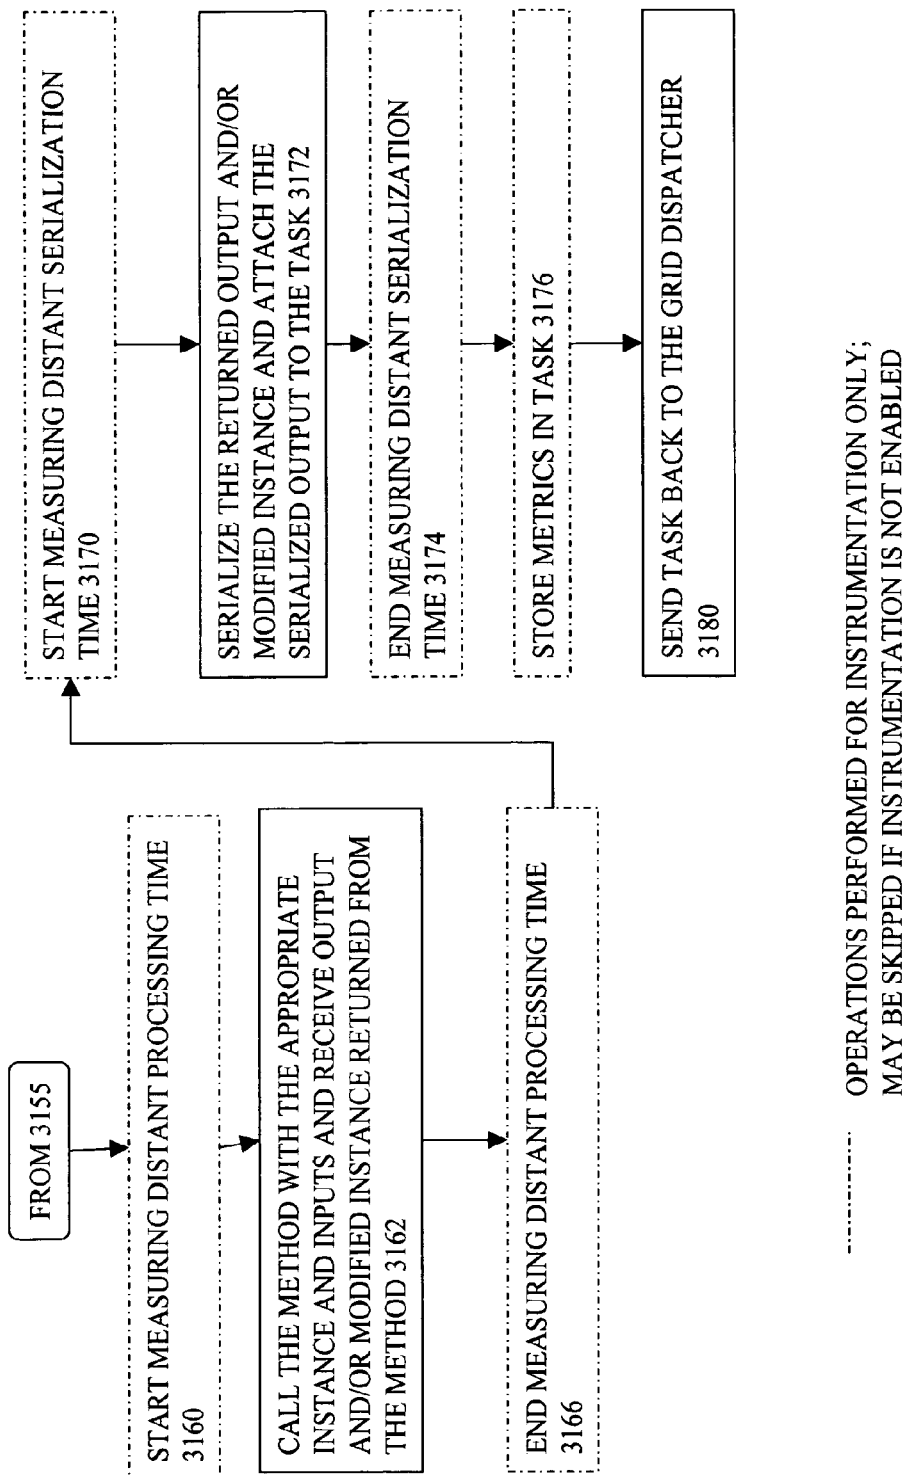 FROM 3155
START MEASURING DISTANT PROCESSING TIME
3160
CALL THE METHOD WITH THE APPROPRIATE
INSTANCE AND INPUTS AND RECEIVE OUTPUT
AND/OR MODIFIED INSTANCE RETURNED FROM
THE METHOD 3162
END MEASURING DISTANT PROCESSING TIME
3166
START MEASURING DISTANT SERIALIZATION
TIME 3170
SERIALIZE THE RETURNED OUTPUT AND/OR
MODIFIED INSTANCE AND ATTACH THE
SERIALIZED OUTPUT TO THE TASK 3172
END MEASURING DISTANT SERIALIZATION
TIME 3174
STORE METRICS IN TASK 3176
SEND TASK BACK TO THE GRID DISPATCHER
3180
OPERATIONS PERFORMED FOR INSTRUMENTATION ONLY;
MAY BE SKIPPED IF INSTRUMENTATION IS NOT ENABLED